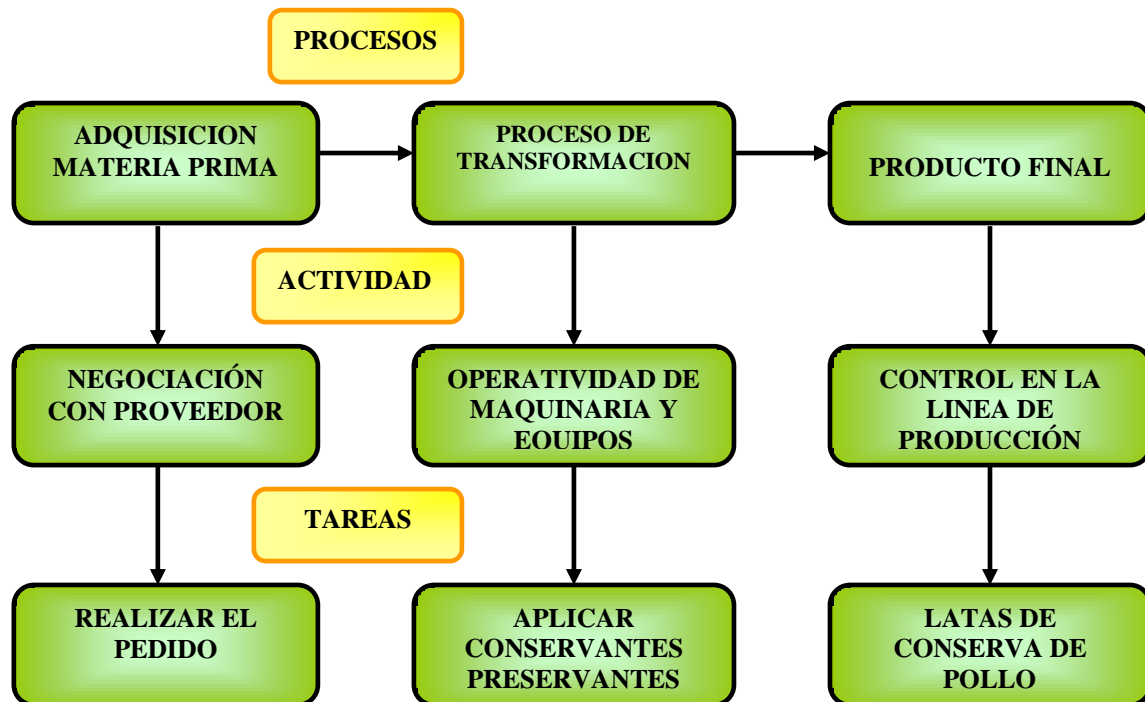 PROCESOS
ADQUISICION
MATERIA PRIMA
PROCESO DE
TRANSFORMACION
PRODUCTO FINAL
ACTIVIDAD
NEGOCIACIÓN
CON PROVEEDOR
OPERATIVIDAD DE
MAQUINARIA Y
EQUIPOS
CONTROL EN LA
LINEA DE
PRODUCCIÓN
TAREAS
REALIZAR EL
PEDIDO
APLICAR
CONSERVANTES
PRESERVANTES
LATAS DE
CONSERVA DE
POLLO